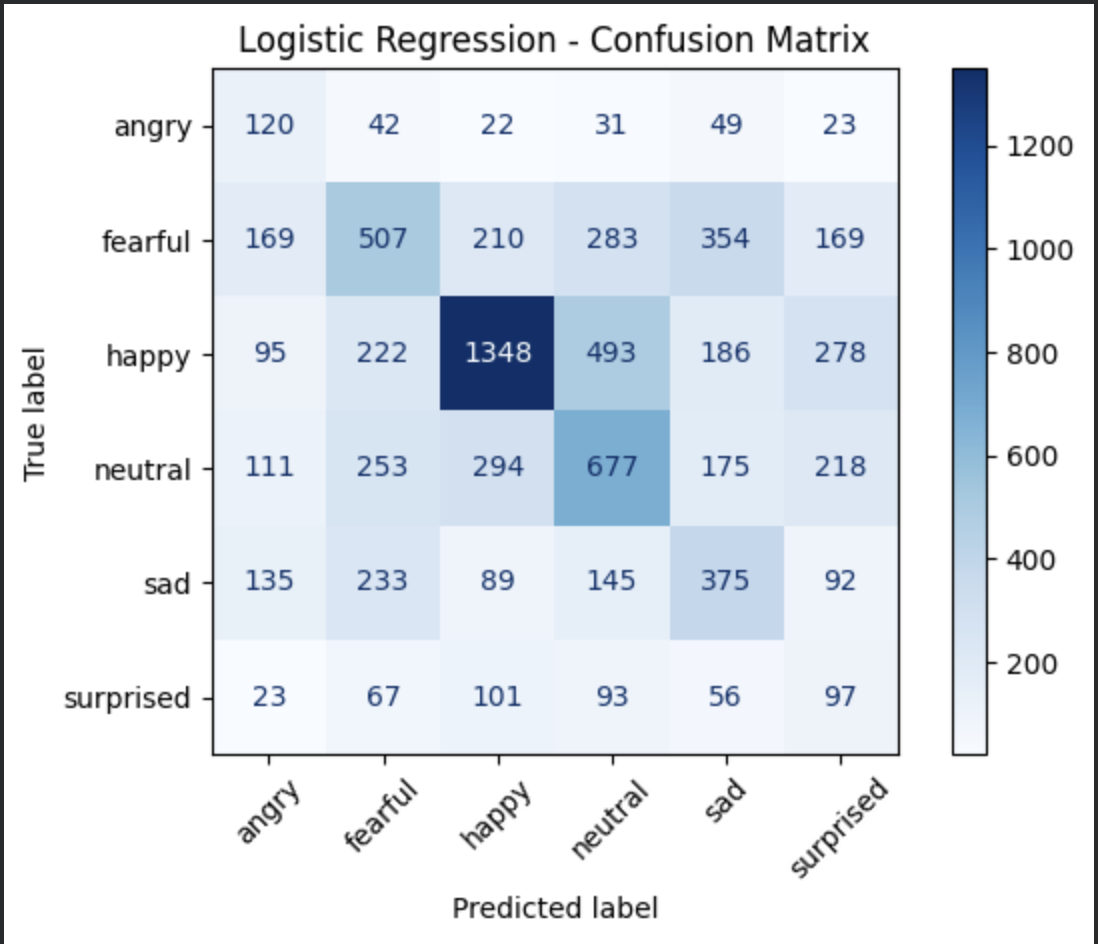 Logistic Regression - Confusion Matrix
angry 120 42 22 31 49 23
fearful 169 507 210 283 354 169
happy 95 222 1348 493 186 278
neutral 111 253 294 677 175 218
sad 135 233 89 145 375 92
surprised 23 67 101 93 56 97
angry fearful happy neutral sad surprised
Predicted label
True label
1200
1000
800
600
400
200